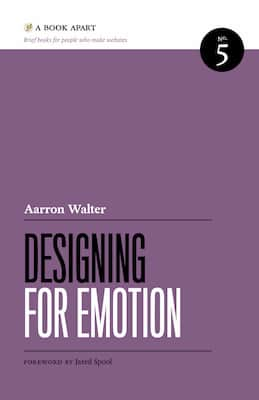 A BOOK APART
Brief books for people who make websites
No.
5
Aarron Walter
DESIGNING
FOR EMOTION
FOREWORD BY Jared Spool